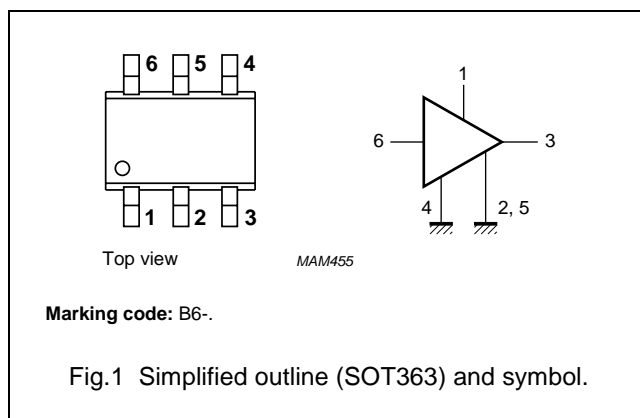 6 5 4
1 2 3
Top view
1
6 3
4 2, 5
MAM455
Marking code: B6-.
Fig.1 Simplified outline (SOT363) and symbol.